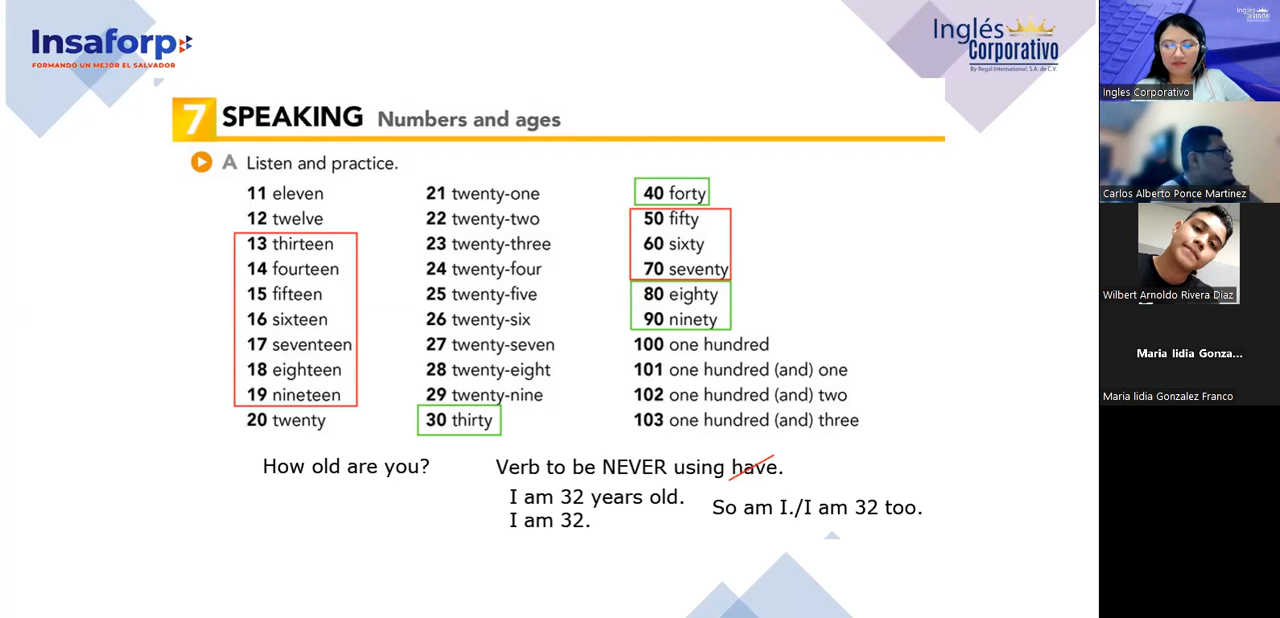 Insaforp
FORMANDO UN MEJOR EL SALVADOR
Inglés
Corporativo
By Regal International, S.A. de C.V.
7 SPEAKING Numbers and ages
A Listen and practice.
11 eleven
12 twelve
13 thirteen
14 fourteen
15 fifteen
16 sixteen
17 seventeen
18 eighteen
19 nineteen
20 twenty
21 twenty-one
22 twenty-two
23 twenty-three
24 twenty-four
25 twenty-five
26 twenty-six
27 twenty-seven
28 twenty-eight
29 twenty-nine
30 thirty
40 forty
50 fifty
60 sixty
70 seventy
80 eighty
90 ninety
100 one hundred
101 one hundred (and) one
102 one hundred (and) two
103 one hundred (and) three
How old are you?
Verb to be NEVER using have.
I am 32 years old.
I am 32.
So am I./I am 32 too.
Inglés
Ingles Corporativo
Carlos Alberto Ponce Martinez
Wilbert Arnoldo Rivera Diaz
Maria lidia Gonza...
Maria lidia Gonzalez Franco